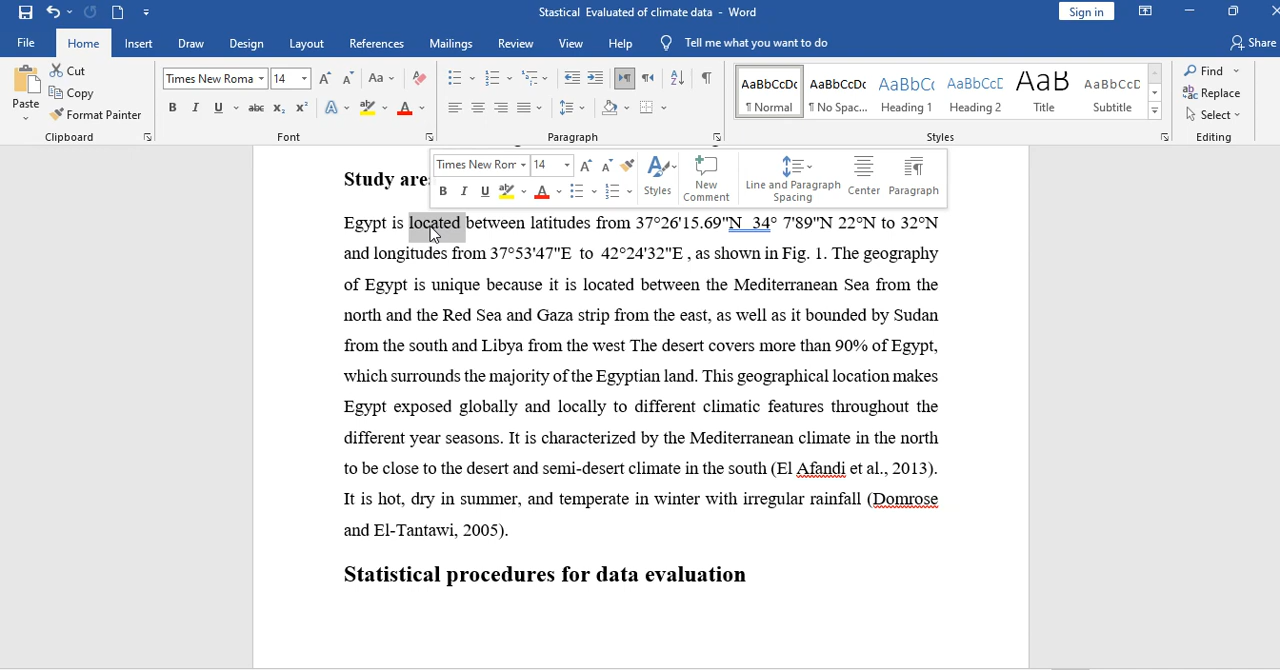 Stastical Evaluated of climate data - Word
Sign in
File Home Insert Draw Design Layout References Mailings Review View Help Tell me what you want to do Share
Paste
Cut
Copy
Format Painter
Times New Roma 14 Aa
B I U abc X₂ X² A A
AaBbCcDc AaBbCcDc AaBbCc AaBbCcC AaB AaBbCcD
¶ Normal ¶ No Spac... Heading 1 Heading 2 Title Subtitle
Find
Replace
Select
Clipboard Font Paragraph Styles Editing
Times New Ror 14
B I U
Styles
New Comment
Line and Paragraph Spacing
Center
Paragraph
Study are
Egypt is located between latitudes from 37°26'15.69"N 34° 7'89"N 22°N to 32°N
and longitudes from 37°53'47"E to 42°24'32"E , as shown in Fig. 1. The geography
of Egypt is unique because it is located between the Mediterranean Sea from the
north and the Red Sea and Gaza strip from the east, as well as it bounded by Sudan
from the south and Libya from the west The desert covers more than 90% of Egypt,
which surrounds the majority of the Egyptian land. This geographical location makes
Egypt exposed globally and locally to different climatic features throughout the
different year seasons. It is characterized by the Mediterranean climate in the north
to be close to the desert and semi-desert climate in the south (El Afandi et al., 2013).
It is hot, dry in summer, and temperate in winter with irregular rainfall (Domrose
and El-Tantawi, 2005).
Statistical procedures for data evaluation